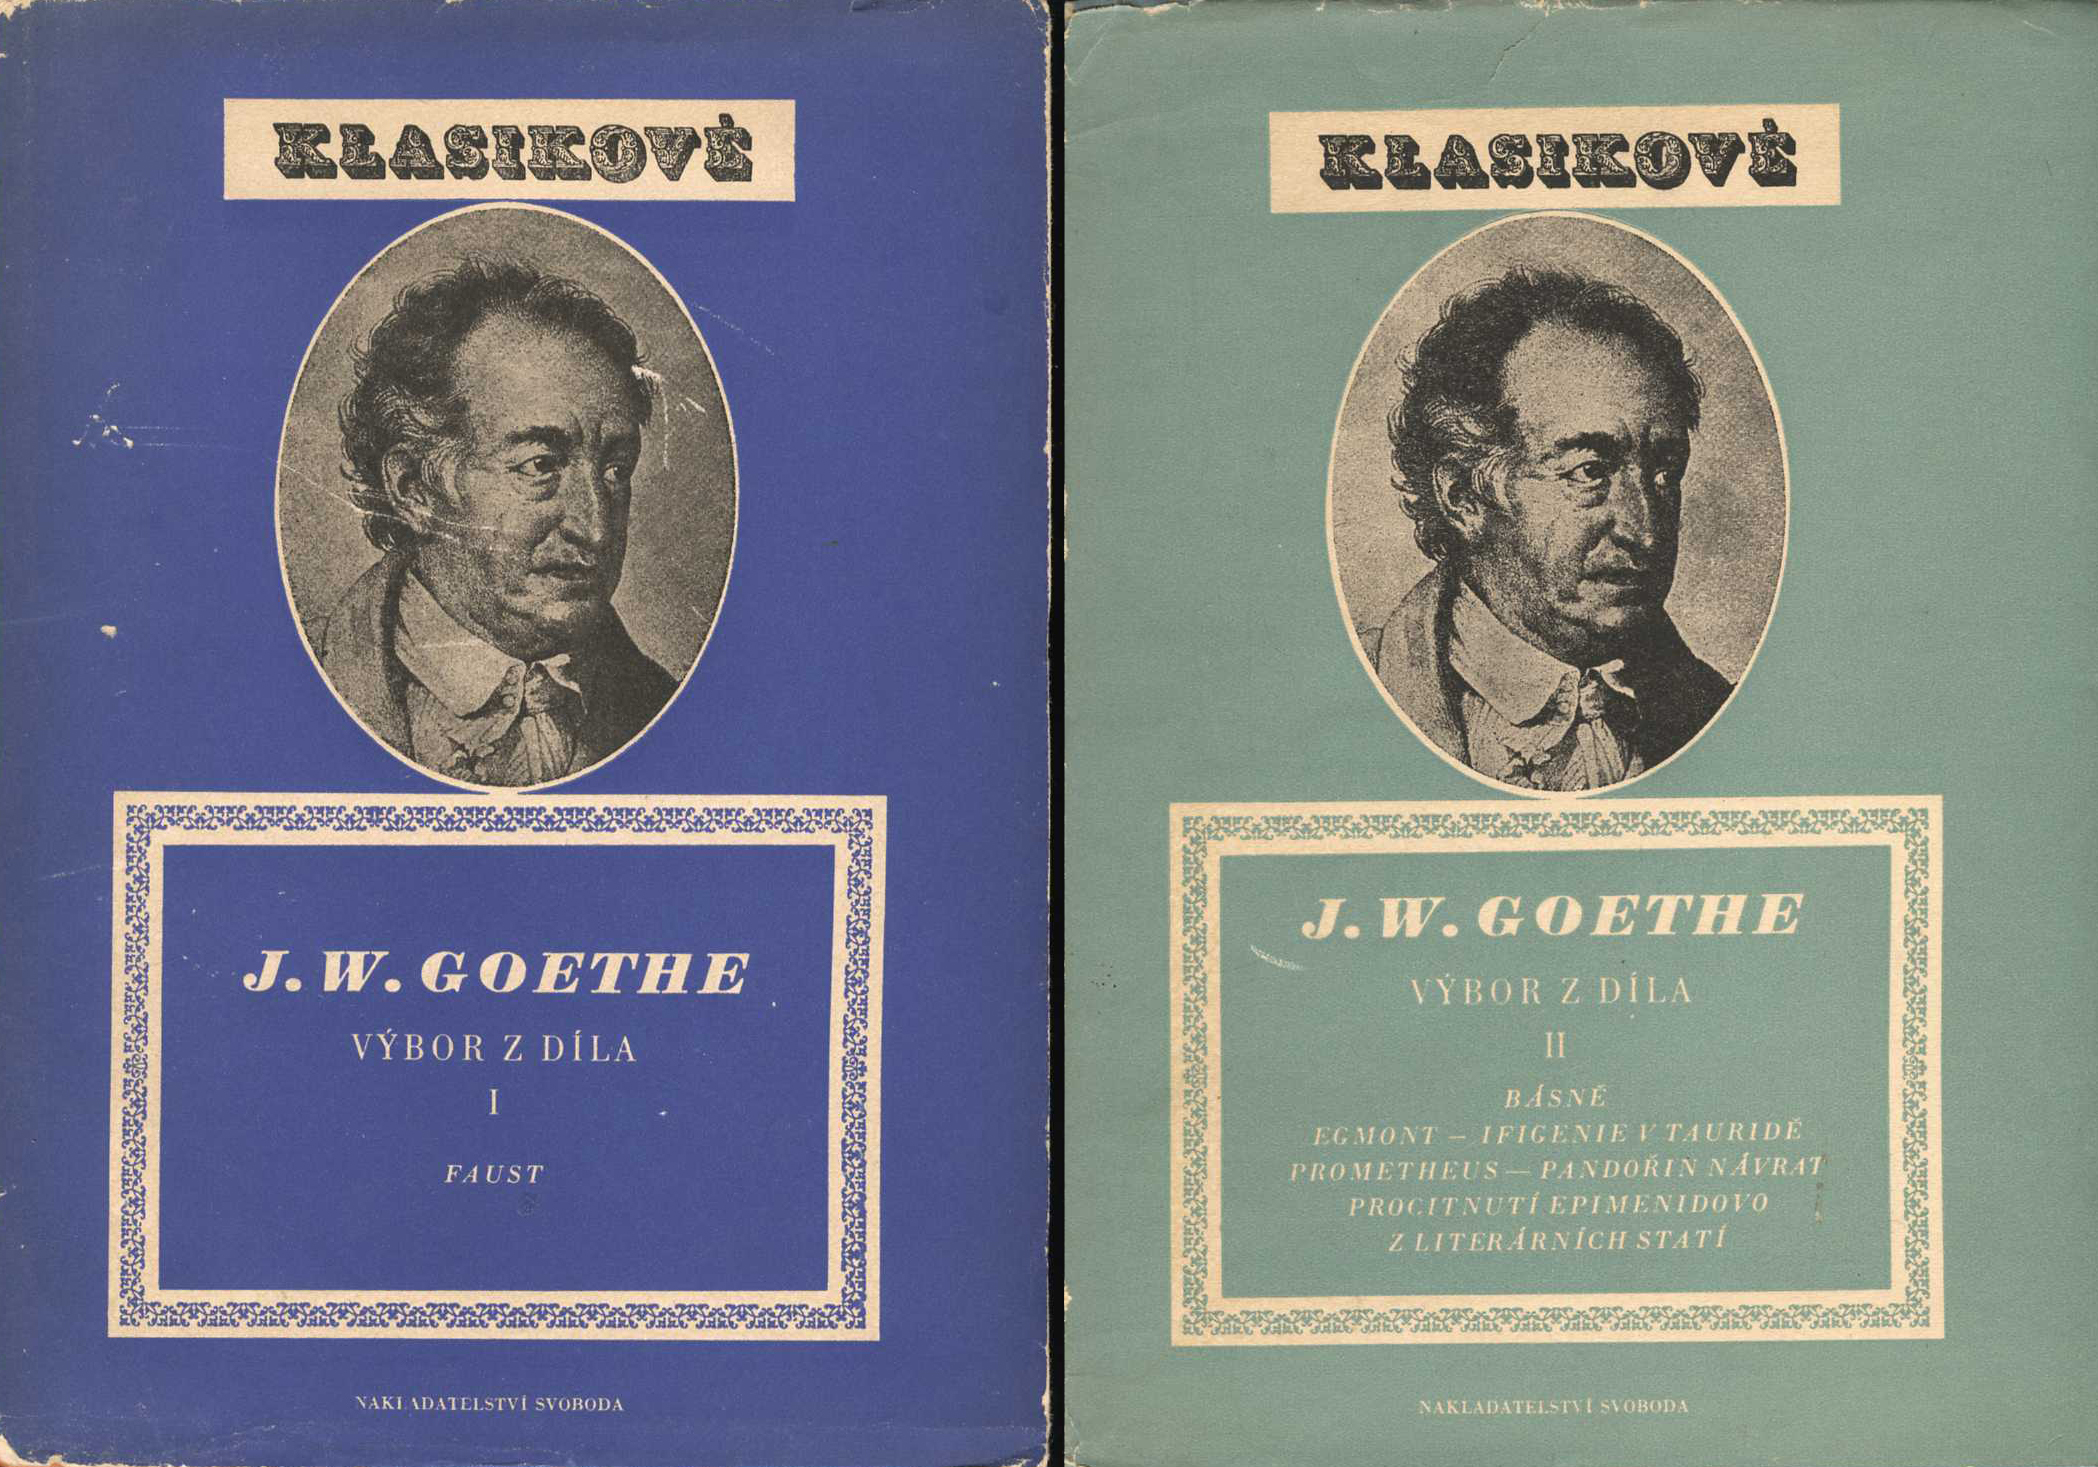 KLASIKOVÉ
J. W. GOETHE
VÝBOR Z DÍLA
I
FAUST
NAKLADATELSTVÍ SVOBODA
KLASIKOVÉ
J. W. GOETHE
VÝBOR Z DÍLA
II
BÁSNĚ
EGMONT – IFIGENIE V TAURIDĚ
PROMETHEUS — PANDOŘIN NÁVRAT
PROCITNUTÍ EPIMENIDOVO
Z LITERÁRNÍCH STATÍ
NAKLADATELSTVÍ SVOBODA